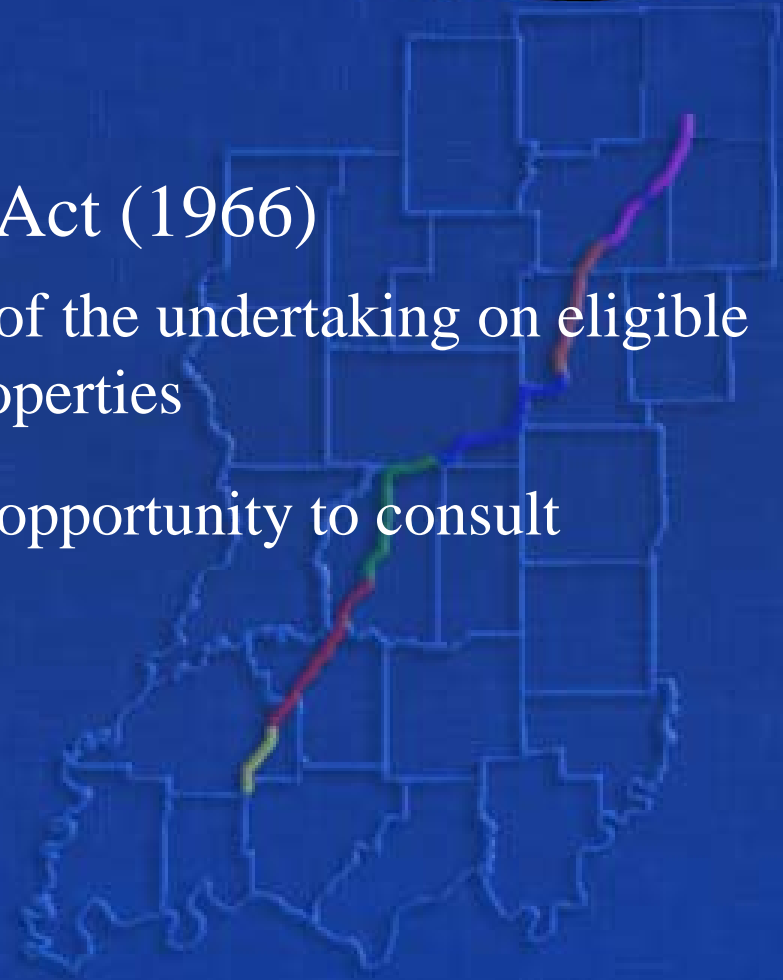 Act (1966)
of the undertaking on eligible
operties
opportunity to consult